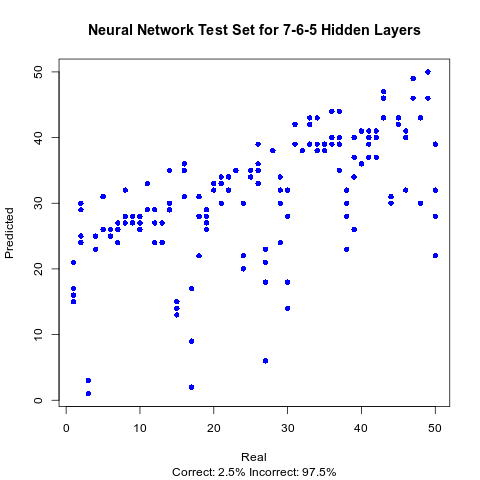 Neural Network Test Set for 7-6-5 Hidden Layers
Predicted
50
40
30
20
10
0
0 10 20 30 40 50
Real
Correct: 2.5% Incorrect: 97.5%